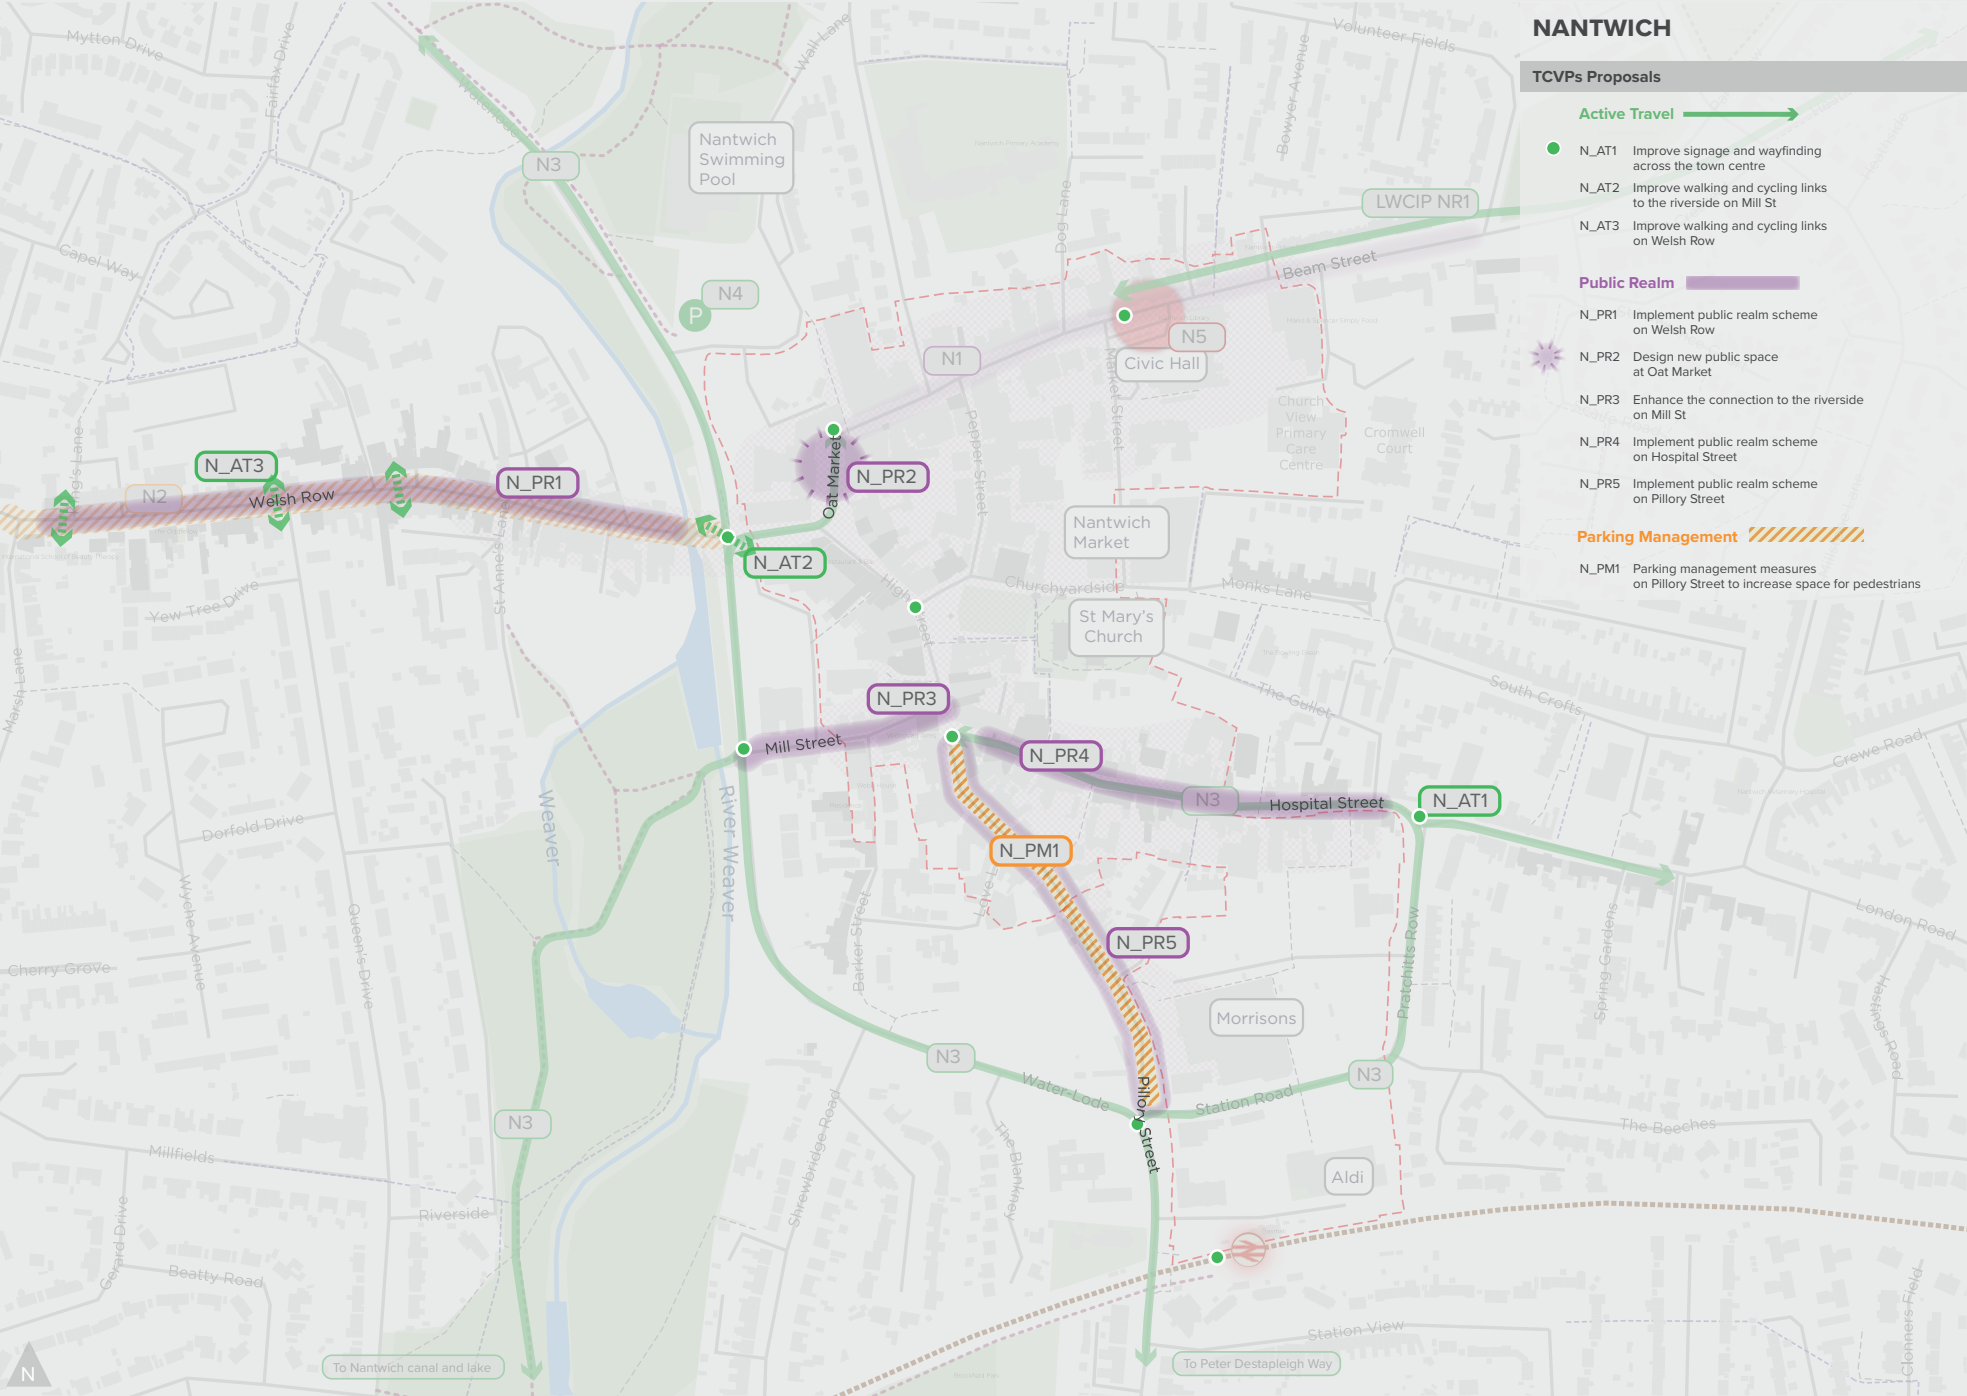 NANTWICH
TCVPs Proposals
Active Travel
N_AT1 Improve signage and wayfinding
across the town centre
N_AT2 Improve walking and cycling links
to the riverside on Mill St
N_AT3 Improve walking and cycling links
on Welsh Row
Public Realm
N_PR1 Implement public realm scheme
on Welsh Row
N_PR2 Design new public space
at Oat Market
N_PR3 Enhance the connection to the riverside
on Mill St
N_PR4 Implement public realm scheme
on Hospital Street
N_PR5 Implement public realm scheme
on Pillory Street
Parking Management
N_PM1 Parking management measures
on Pillory Street to increase space for pedestrians
Mytton Drive
Fairfax Drive
Waterlode
Wall Lane
Volunteer Fields
Bowyer Avenue
Nantwich
Swimming
Pool
N3
Dog Lane
LWCIP NR1
Capel Way
Beam Street
P
N4
N5
Civic Hall
N1
Market Street
Church
View
Primary
Care
Centre
Cromwell
Court
Pepper Street
Oat Market
N_PR2
N_AT3
N2
Welsh Row
N_PR1
N_AT2
St Anne's Lane
Nantwich
Market
Churchyardside
Monks Lane
High Street
St Mary's
Church
Yew Tree Drive
Marsh Lane
The Gullet
South Crofts
Crewe Road
N_PR3
Mill Street
N_PR4
N3
Hospital Street
N_AT1
Weaver
River Weaver
Dorfold Drive
N_PM1
Wyche Avenue
Queen's Drive
Barker Street
N_PR5
Pratchitts Row
Spring Gardens
London Road
Hastings Road
Cherry Grove
Morrisons
N3
Water-Lode
Station Road
N3
Pillory Street
N3
The Beeches
Millfields
Shrewbridge Road
The Blankney
Aldi
Riverside
Gerard Drive
Beatty Road
Station View
Clonners Field
To Nantwich canal and lake
To Peter Destapleigh Way
N